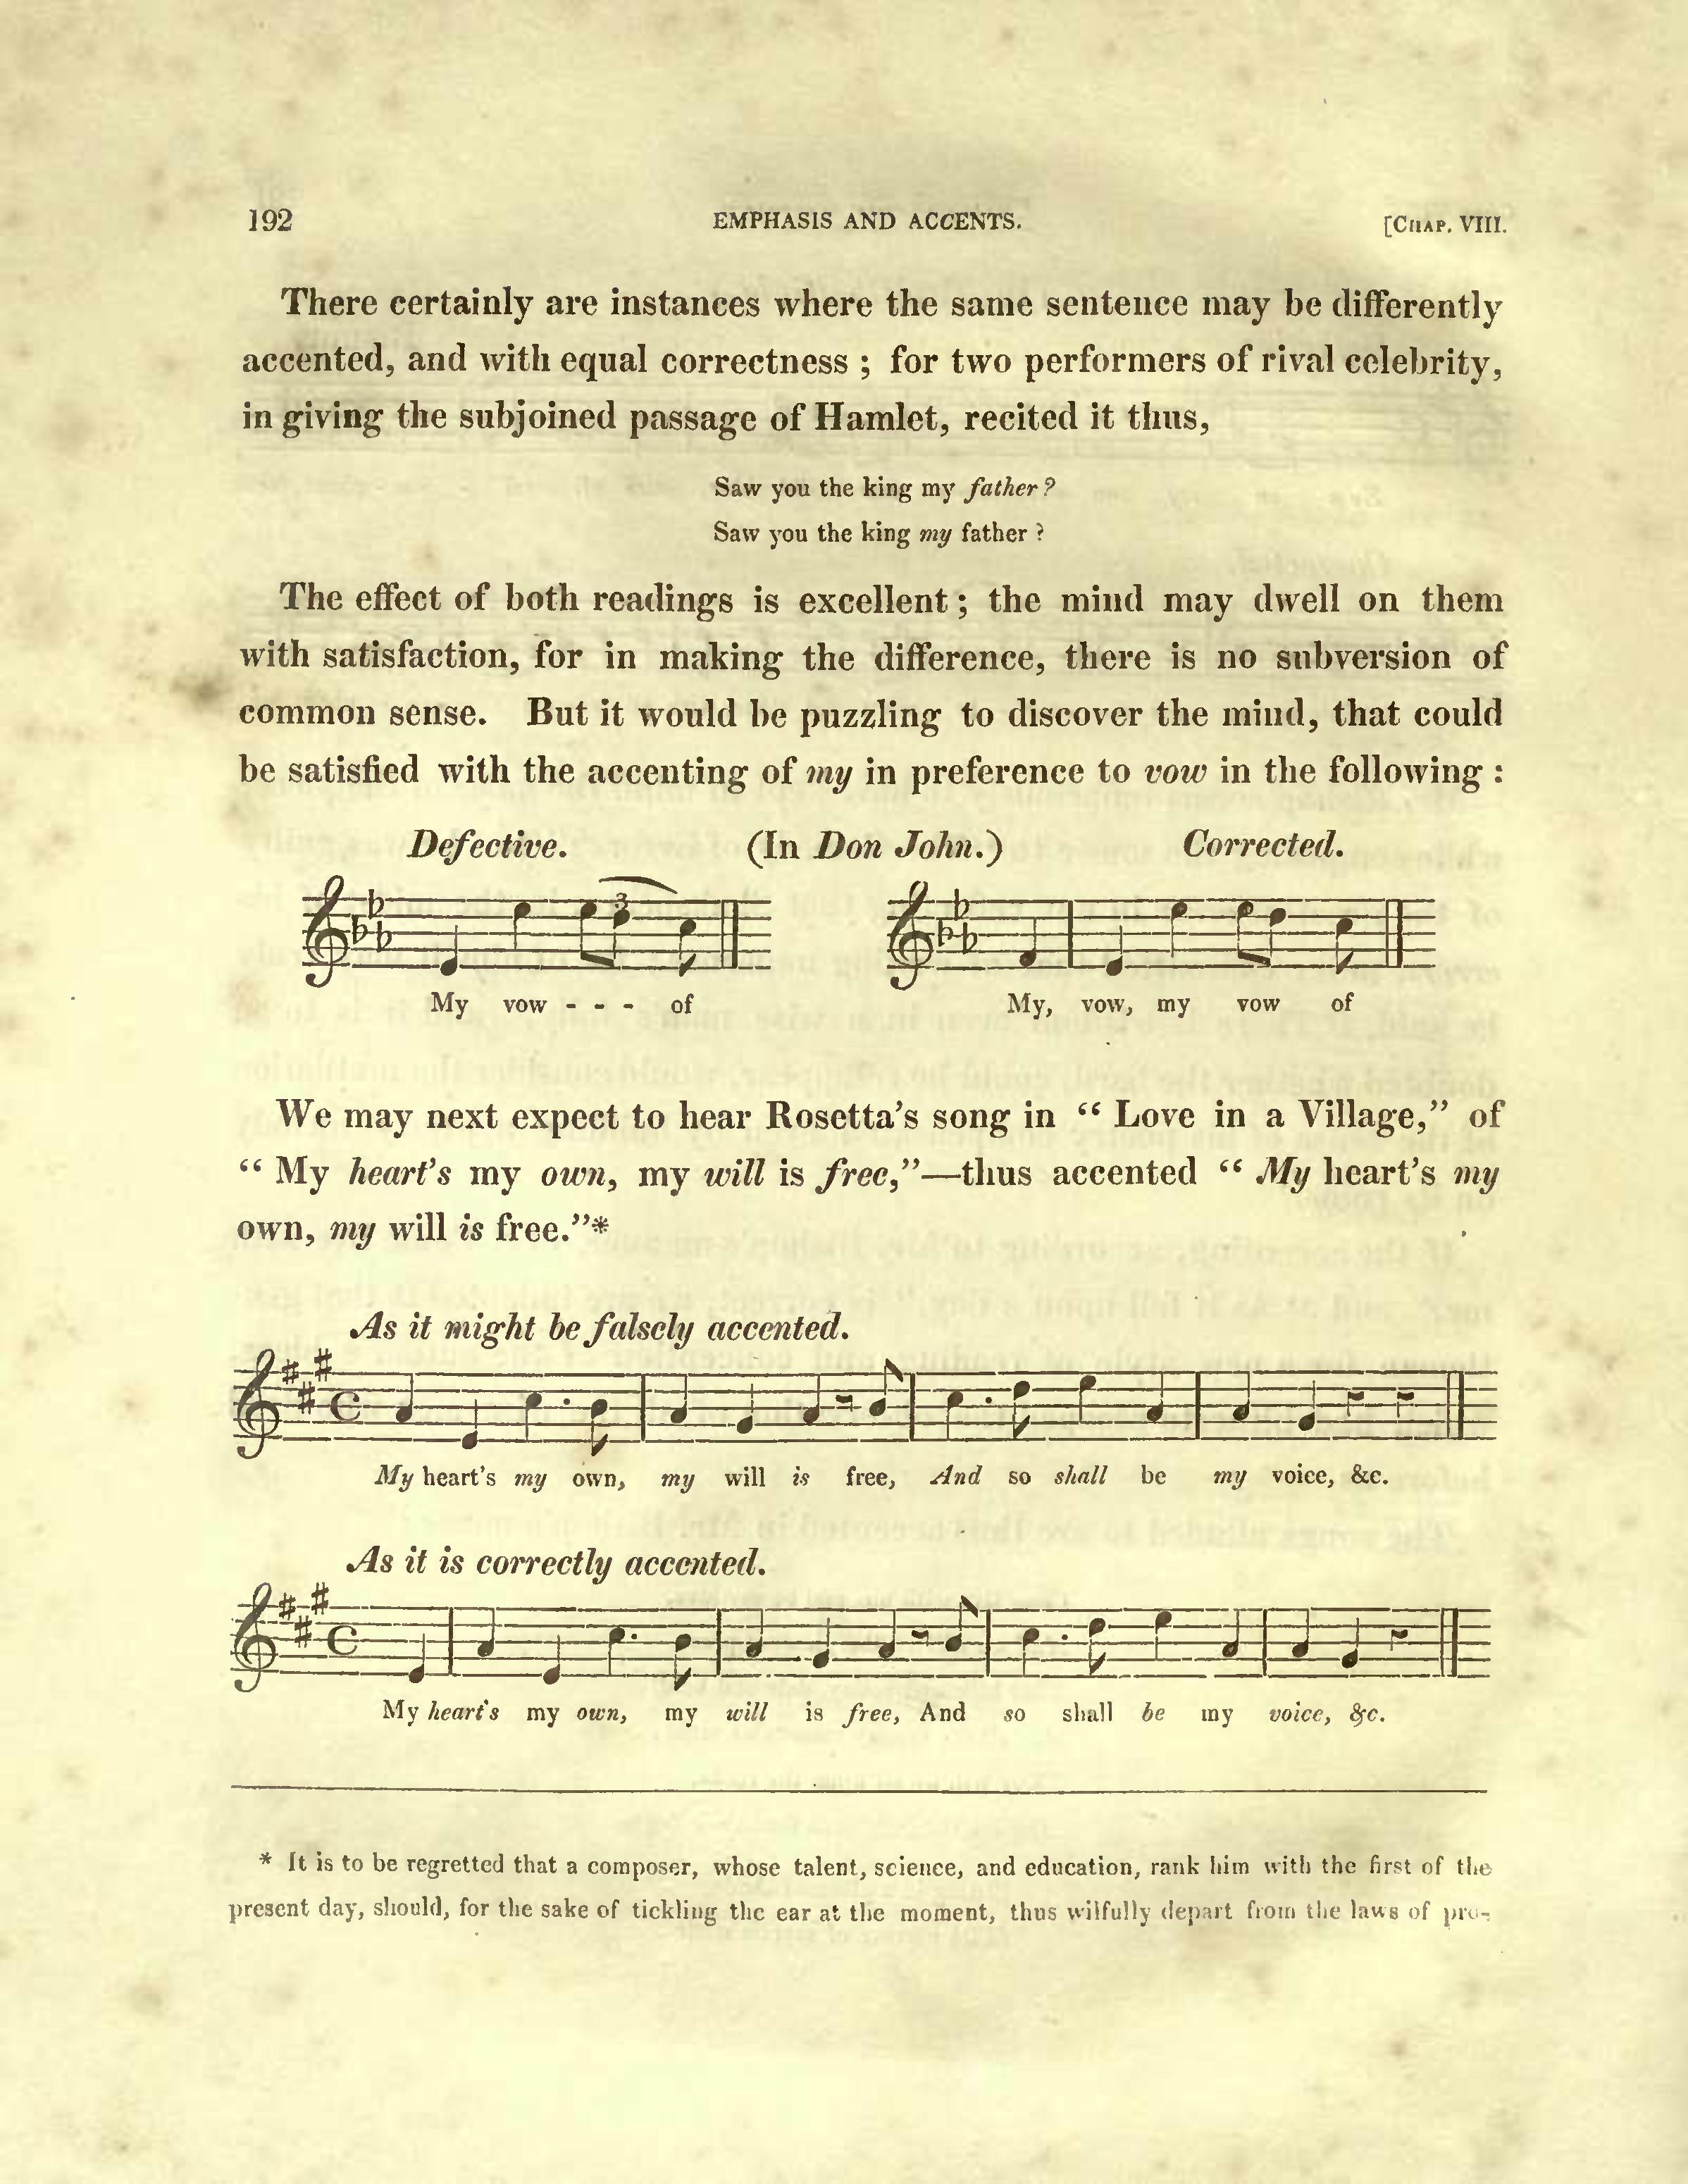 192 EMPHASIS AND ACCENTS. [CHAP. VIII.
There certainly are instances where the same sentence may be differently
accented, and with equal correctness ; for two performers of rival celebrity,
in giving the subjoined passage of Hamlet, recited it thus,
Saw you the king my father ?
Saw you the king my father ?
The effect of both readings is excellent ; the mind may dwell on them
with satisfaction, for in making the difference, there is no subversion of
common sense. But it would be puzzling to discover the mind, that could
be satisfied with the accenting of my in preference to vow in the following :
Defective. (In Don John.) Corrected.
3
My vow - - - of My, vow, my vow of
We may next expect to hear Rosetta's song in “ Love in a Village,” of
“ My heart's my own, my will is free,”—thus accented “ My heart's my
own, my will is free.”*
As it might be falsely accented.
My heart's my own, my will is free, And so shall be my voice, &c.
As it is correctly accented.
My heart's my own, my will is free, And so shall be my voice, &c.
* It is to be regretted that a composer, whose talent, science, and education, rank him with the first of the
present day, should, for the sake of tickling the ear at the moment, thus wilfully depart from the laws of pro-